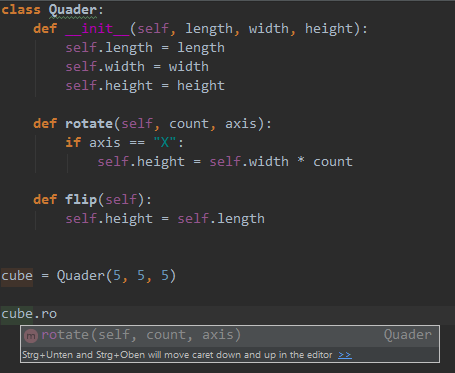 class Quader:
    def __init__(self, length, width, height):
        self.length = length
        self.width = width
        self.height = height

    def rotate(self, count, axis):
        if axis == "X":
            self.height = self.width * count

    def flip(self):
        self.height = self.length


cube = Quader(5, 5, 5)

cube.ro
m rotate(self, count, axis) Quader
Strg+Unten and Strg+Oben will move caret down and up in the editor >>